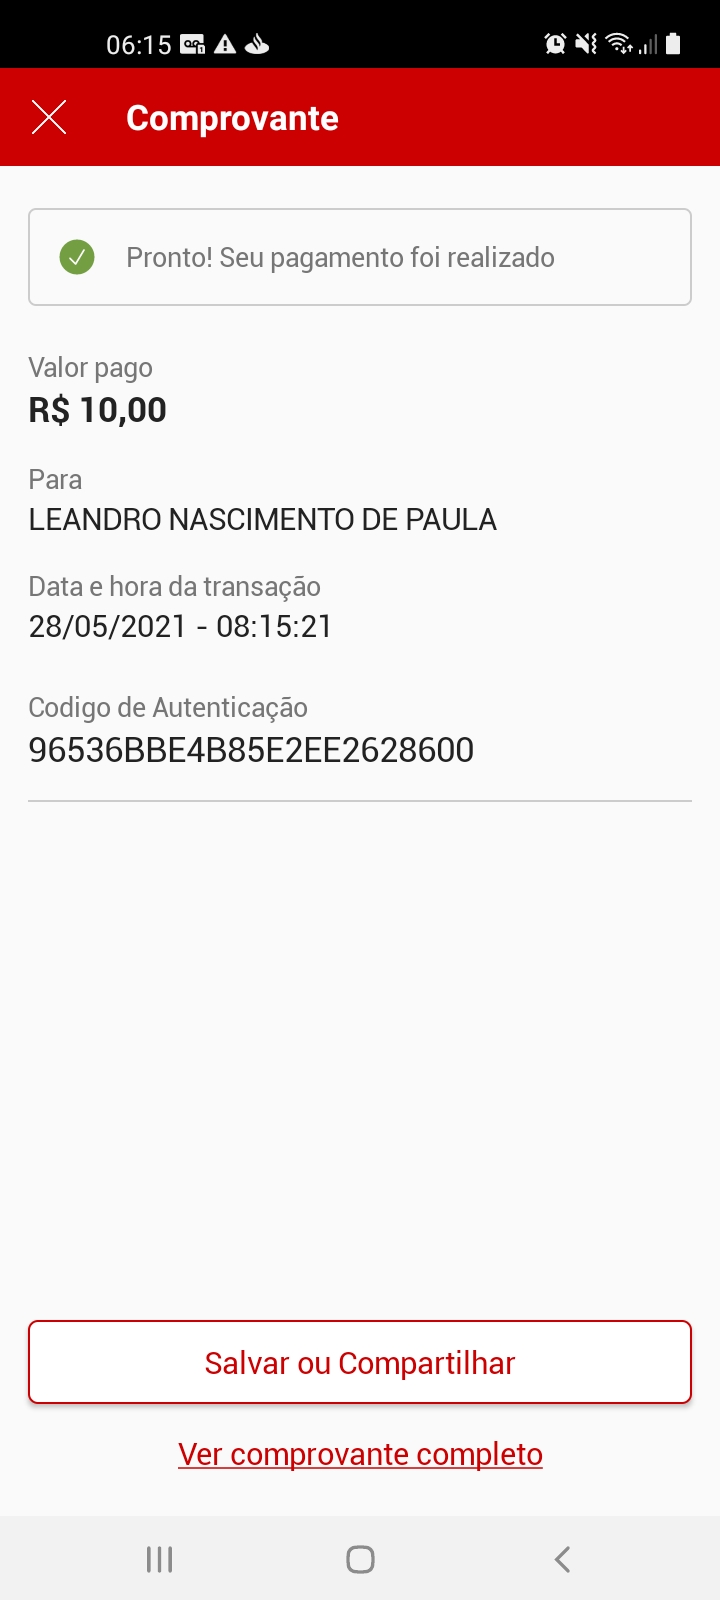 06:15
Comprovante
Pronto! Seu pagamento foi realizado
Valor pago
R$ 10,00
Para
LEANDRO NASCIMENTO DE PAULA
Data e hora da transação
28/05/2021 - 08:15:21
Codigo de Autenticação
96536BBE4B85E2EE2628600
Salvar ou Compartilhar
Ver comprovante completo